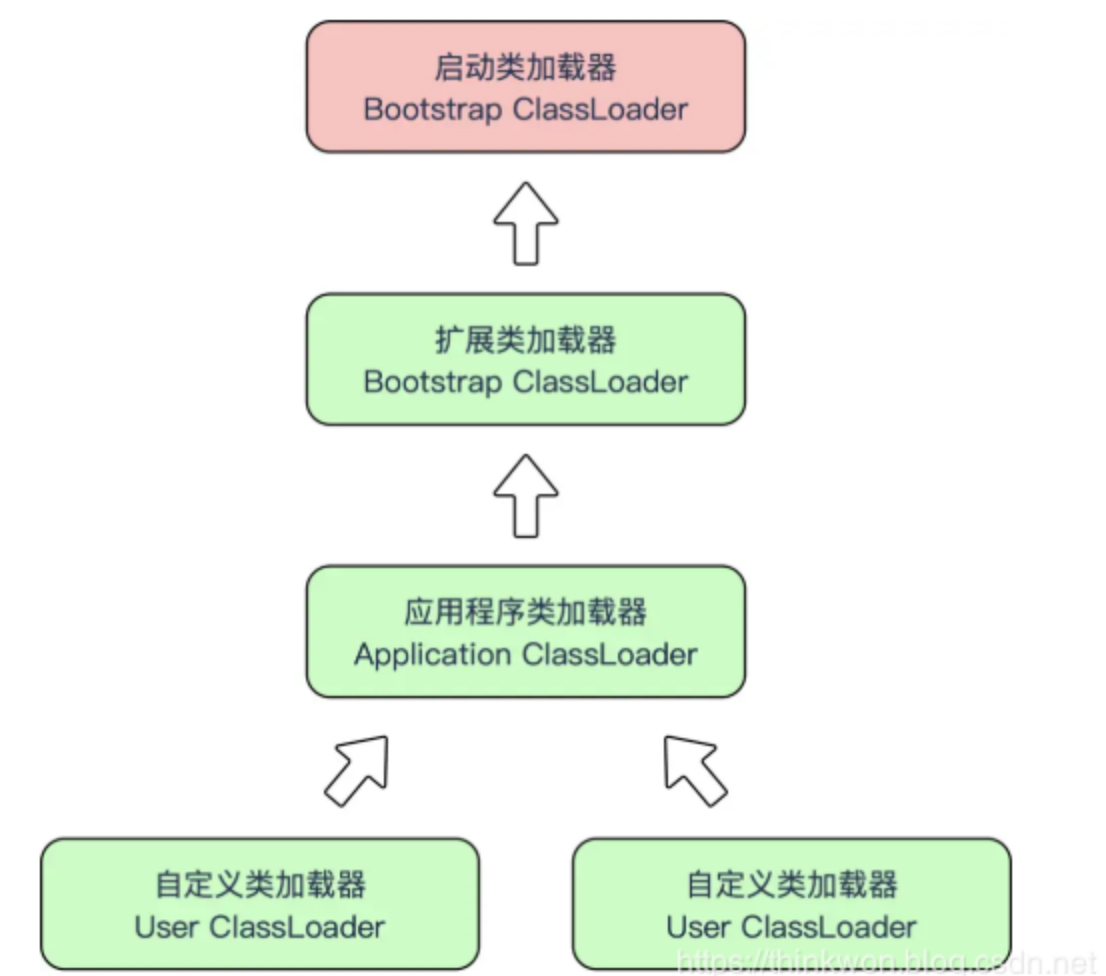 启动类加载器
Bootstrap ClassLoader
扩展类加载器
Bootstrap ClassLoader
应用程序类加载器
Application ClassLoader
自定义类加载器
User ClassLoader
自定义类加载器
User ClassLoader
https://thinkwon.blog.csdn.net